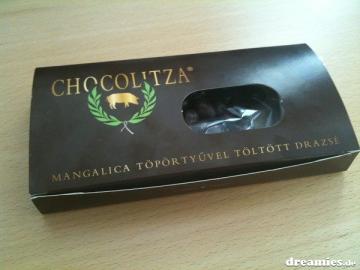 CHOCOLITZA®
MANGALICA TÖPÖRTYŰVEL TÖLTÖTT DRAZSÉ
dreamies.de